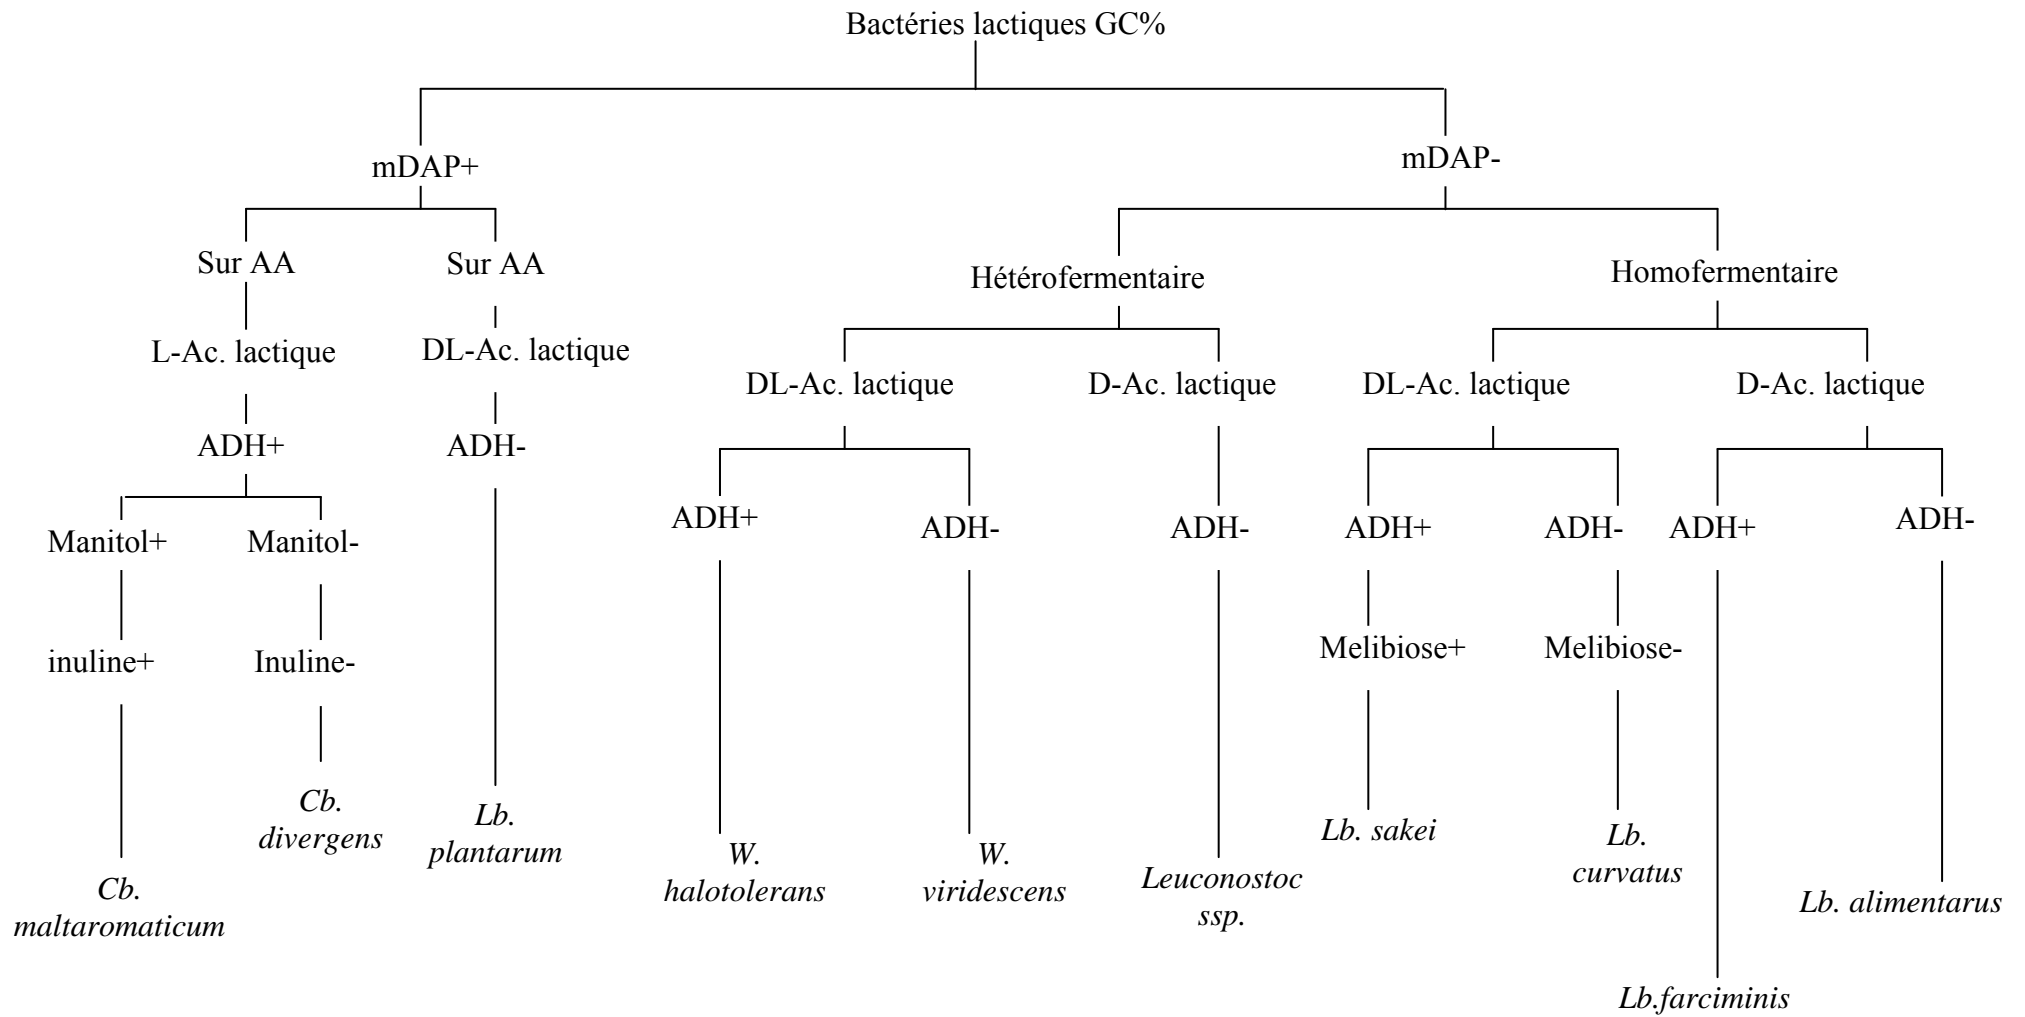 Bactéries lactiques GC%
mDAP+
mDAP-
Sur AA
Sur AA
Hétérofermentaire
Homofermentaire
L-Ac. lactique
DL-Ac. lactique
DL-Ac. lactique
D-Ac. lactique
DL-Ac. lactique
D-Ac. lactique
ADH+
ADH-
Manitol+
Manitol-
ADH+
ADH-
ADH-
ADH+
ADH-
ADH+
ADH-
inuline+
Inuline-
Melibiose+
Melibiose-
Cb.
divergens
Lb.
plantarum
Cb.
maltaromaticum
W.
halotolerans
W.
viridescens
Leuconostoc
ssp.
Lb. sakei
Lb.
curvatus
Lb. alimentarus
Lb.farciminis